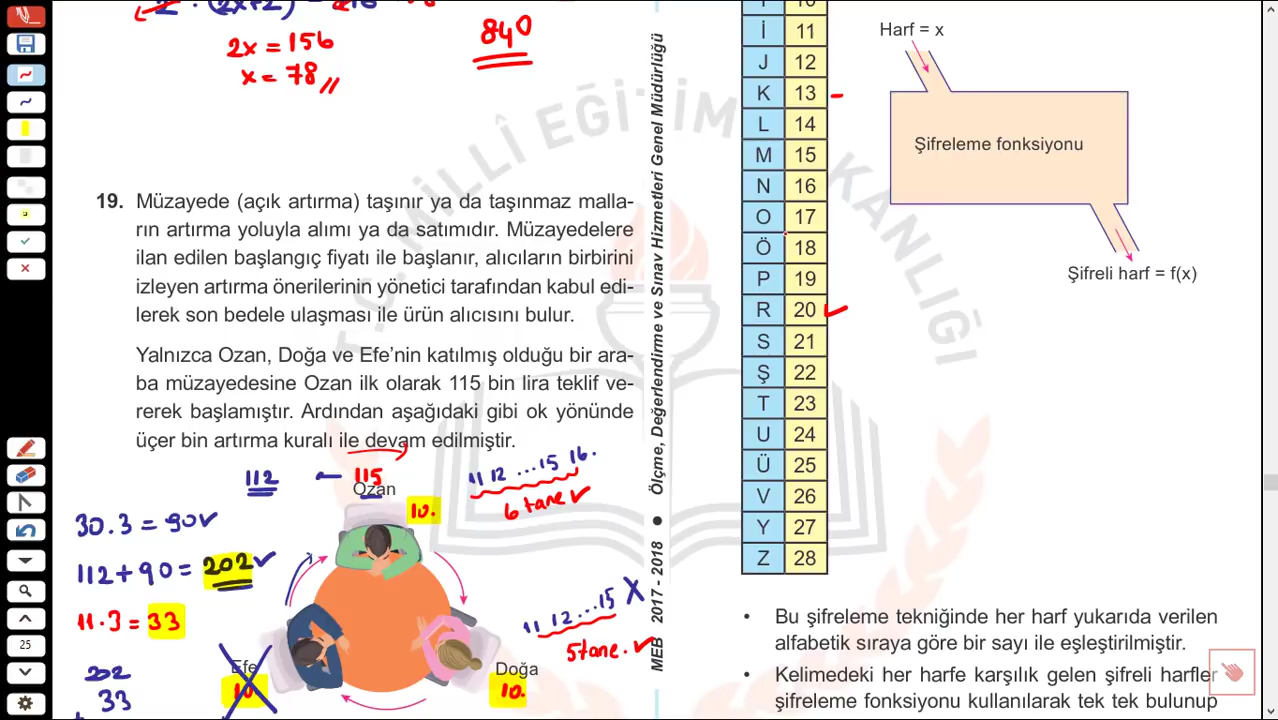 2x = 156
x = 78 //
840
19. Müzayede (açık artırma) taşınır ya da taşınmaz malla-
rın artırma yoluyla alımı ya da satımıdır. Müzayedelere
ilan edilen başlangıç fiyatı ile başlanır, alıcıların birbirini
izleyen artırma önerilerinin yönetici tarafından kabul edi-
lerek son bedele ulaşması ile ürün alıcısını bulur.
Yalnızca Ozan, Doğa ve Efe'nin katılmış olduğu bir ara-
ba müzayedesine Ozan ilk olarak 115 bin lira teklif ve-
rerek başlamıştır. Ardından aşağıdaki gibi ok yönünde
üçer bin artırma kuralı ile devam edilmiştir.
112 115
Ozan
10.
11 12 ... 15 16.
6 tane ✓
30.3 = 90 ✓
112 + 90 = 202 ✓
11.3 = 33
11 12 ... 15 X
5 tane. ✓
Efe
10.
Doğa
10.
202
33
T.C. MİLLÎ EĞİTİM BAKANLIĞI
MEB 2017 - 2018 ● Ölçme, Değerlendirme ve Sınav Hizmetleri Genel Müdürlüğü
İ 11
J 12
K 13
L 14
M 15
N 16
O 17
Ö 18
P 19
R 20 ✓
S 21
Ş 22
T 23
U 24
Ü 25
V 26
Y 27
Z 28
Harf = x
Şifreleme fonksiyonu
Şifreli harf = f(x)
• Bu şifreleme tekniğinde her harf yukarıda verilen
alfabetik sıraya göre bir sayı ile eşleştirilmiştir.
• Kelimedeki her harfe karşılık gelen şifreli harfler
şifreleme fonksiyonu kullanılarak tek tek bulunup
25